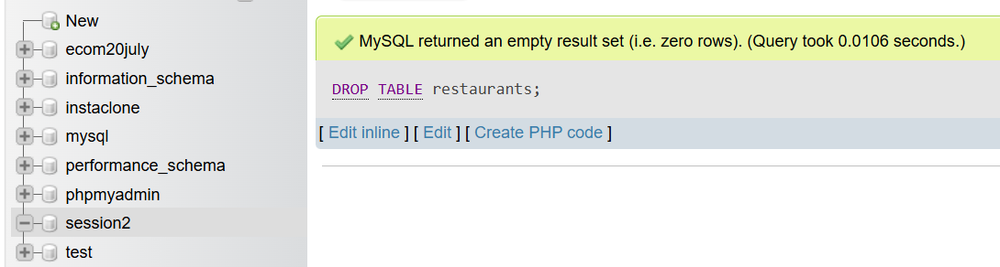 New
ecom20july
information_schema
instaclone
mysql
performance_schema
phpmyadmin
session2
test
MySQL returned an empty result set (i.e. zero rows). (Query took 0.0106 seconds.)
DROP TABLE restaurants;
[ Edit inline ] [ Edit ] [ Create PHP code ]